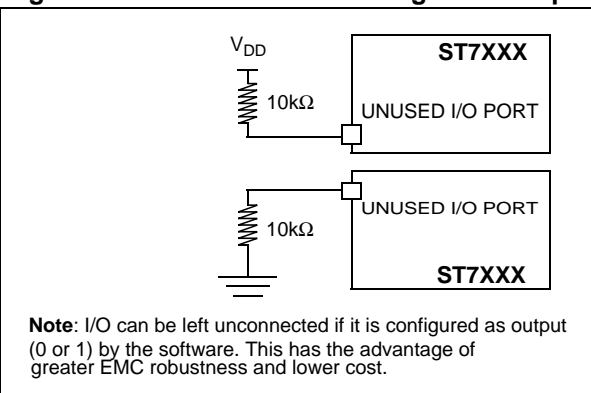 V_DD
ST7XXX
10kΩ
UNUSED I/O PORT
UNUSED I/O PORT
10kΩ
ST7XXX
Note: I/O can be left unconnected if it is configured as output
(0 or 1) by the software. This has the advantage of
greater EMC robustness and lower cost.